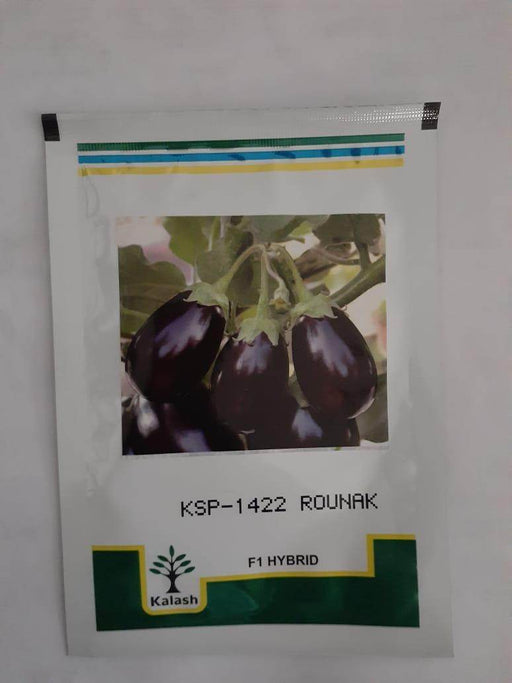 KSP-1422 ROUNAK
F1 HYBRID
Kalash